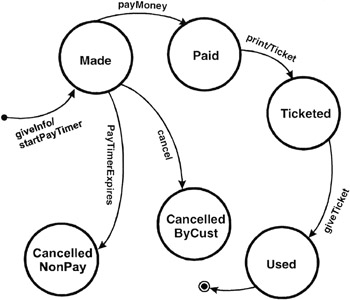 payMoney
Made
Paid
print/Ticket
Ticketed
giveInfo/
startPayTimer
PayTimerExpires
cancel
giveTicket
Cancelled
ByCust
Cancelled
NonPay
Used